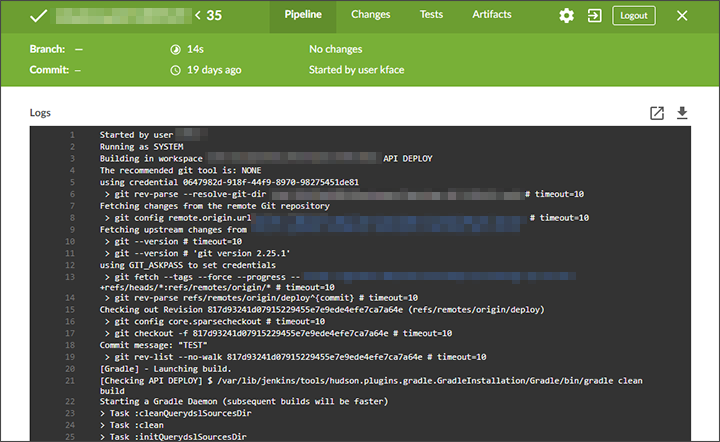 < 35
Pipeline
Changes
Tests
Artifacts
Logout
Branch: —
14s
No changes
Commit: —
19 days ago
Started by user kface
Logs
1 Started by user
2 Running as SYSTEM
3 Building in workspace API DEPLOY
4 The recommended git tool is: NONE
5 using credential 0647982d-918f-44f9-8970-98275451de81
6 > git rev-parse --resolve-git-dir # timeout=10
7 Fetching changes from the remote Git repository
8 > git config remote.origin.url # timeout=10
9 Fetching upstream changes from
10 > git --version # timeout=10
11 > git --version # 'git version 2.25.1'
12 using GIT_ASKPASS to set credentials
13 > git fetch --tags --force --progress --
+refs/heads/*:refs/remotes/origin/* # timeout=10
14 > git rev-parse refs/remotes/origin/deploy^{commit} # timeout=10
15 Checking out Revision 817d93241d07915229455e7e9ede4efe7ca7a64e (refs/remotes/origin/deploy)
16 > git config core.sparsecheckout # timeout=10
17 > git checkout -f 817d93241d07915229455e7e9ede4efe7ca7a64e # timeout=10
18 Commit message: "TEST"
19 > git rev-list --no-walk 817d93241d07915229455e7e9ede4efe7ca7a64e # timeout=10
20 [Gradle] - Launching build.
21 [Checking API DEPLOY] $ /var/lib/jenkins/tools/hudson.plugins.gradle.GradleInstallation/Gradle/bin/gradle clean
build
22 Starting a Gradle Daemon (subsequent builds will be faster)
23 > Task :cleanQuerydslSourcesDir
24 > Task :clean
25 > Task :initQuerydslSourcesDir